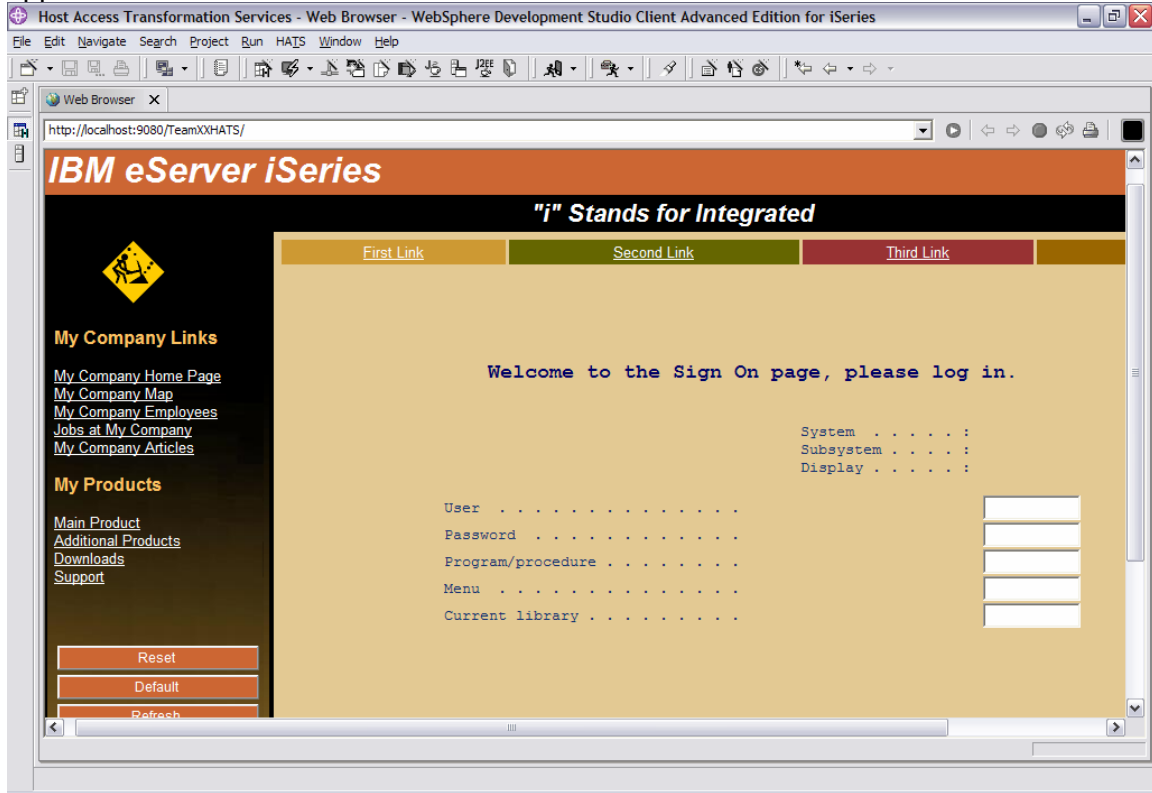 Host Access Transformation Services - Web Browser - WebSphere Development Studio Client Advanced Edition for iSeries
File Edit Navigate Search Project Run HATS Window Help
J2EE
Web Browser
http://localhost:9080/TeamXXHATS/
IBM eServer iSeries
"i" Stands for Integrated
First Link Second Link Third Link
My Company Links
My Company Home Page
My Company Map
My Company Employees
Jobs at My Company
My Company Articles
My Products
Main Product
Additional Products
Downloads
Support
Reset
Default
Refresh
Welcome to the Sign On page, please log in.
System . . . . . :
Subsystem . . . . :
Display . . . . . :
User . . . . . . . . . . . . . .
Password . . . . . . . . . . . .
Program/procedure . . . . . . . .
Menu . . . . . . . . . . . . . .
Current library . . . . . . . . .